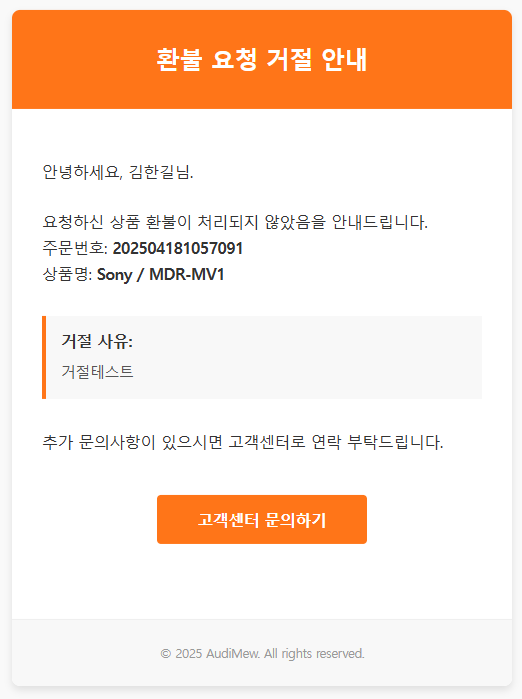 환불 요청 거절 안내
안녕하세요, 김한길님.
요청하신 상품 환불이 처리되지 않았음을 안내드립니다.
주문번호: 202504181057091
상품명: Sony / MDR-MV1
거절 사유:
거절테스트
추가 문의사항이 있으시면 고객센터로 연락 부탁드립니다.
고객센터 문의하기
© 2025 AudiMew. All rights reserved.